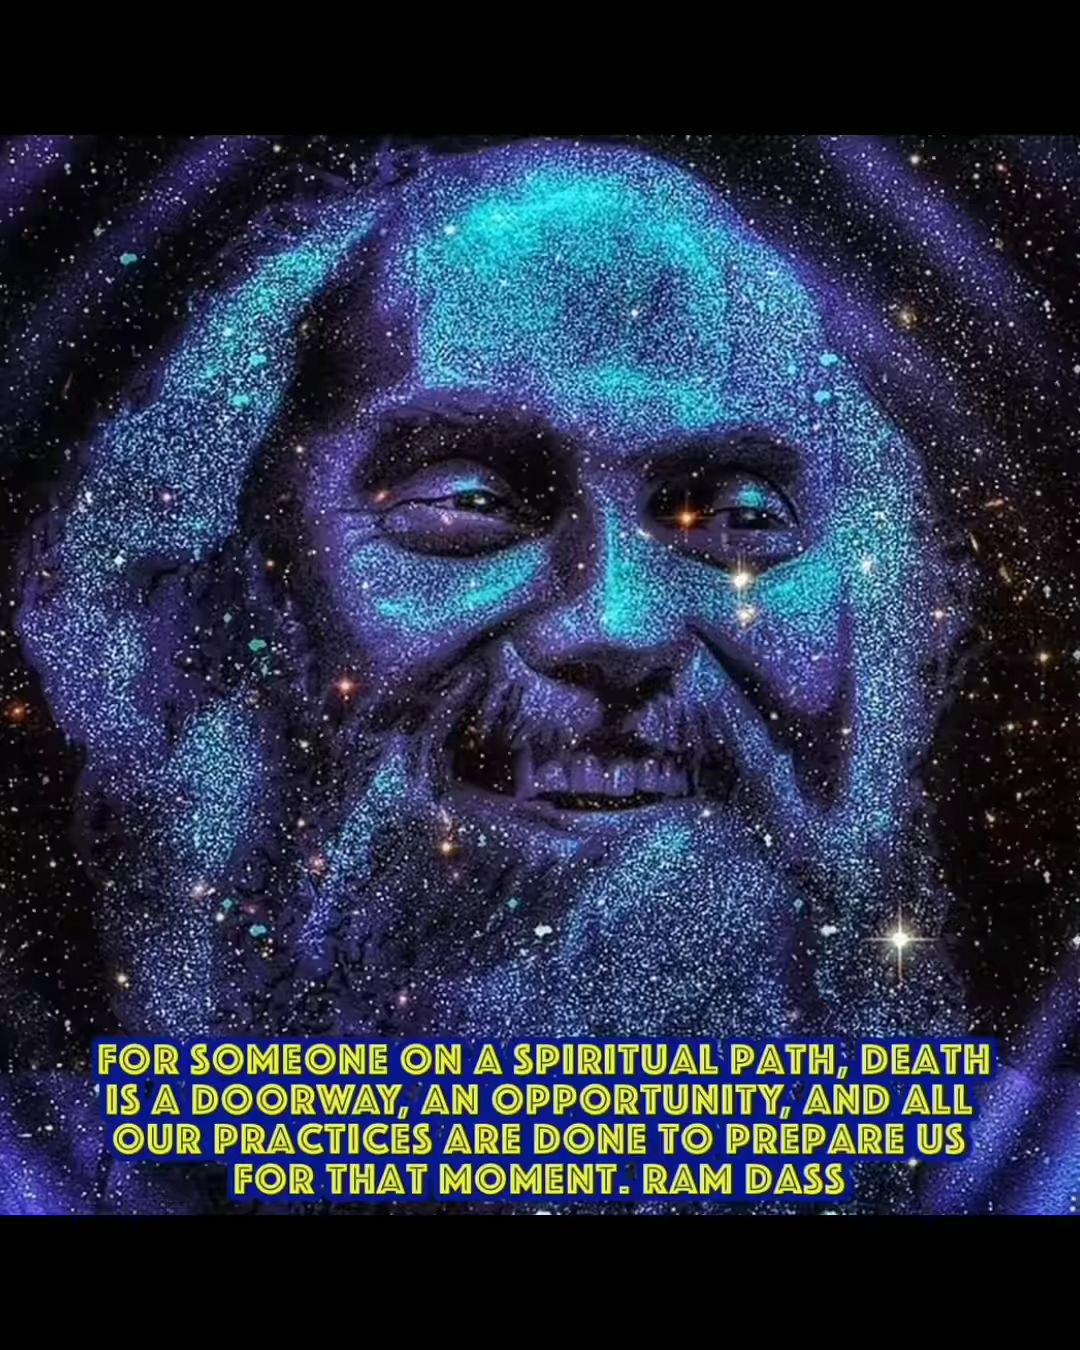 FOR SOMEONE ON A SPIRITUAL PATH, DEATH
IS A DOORWAY, AN OPPORTUNITY, AND ALL
OUR PRACTICES ARE DONE TO PREPARE US
FOR THAT MOMENT. RAM DASS